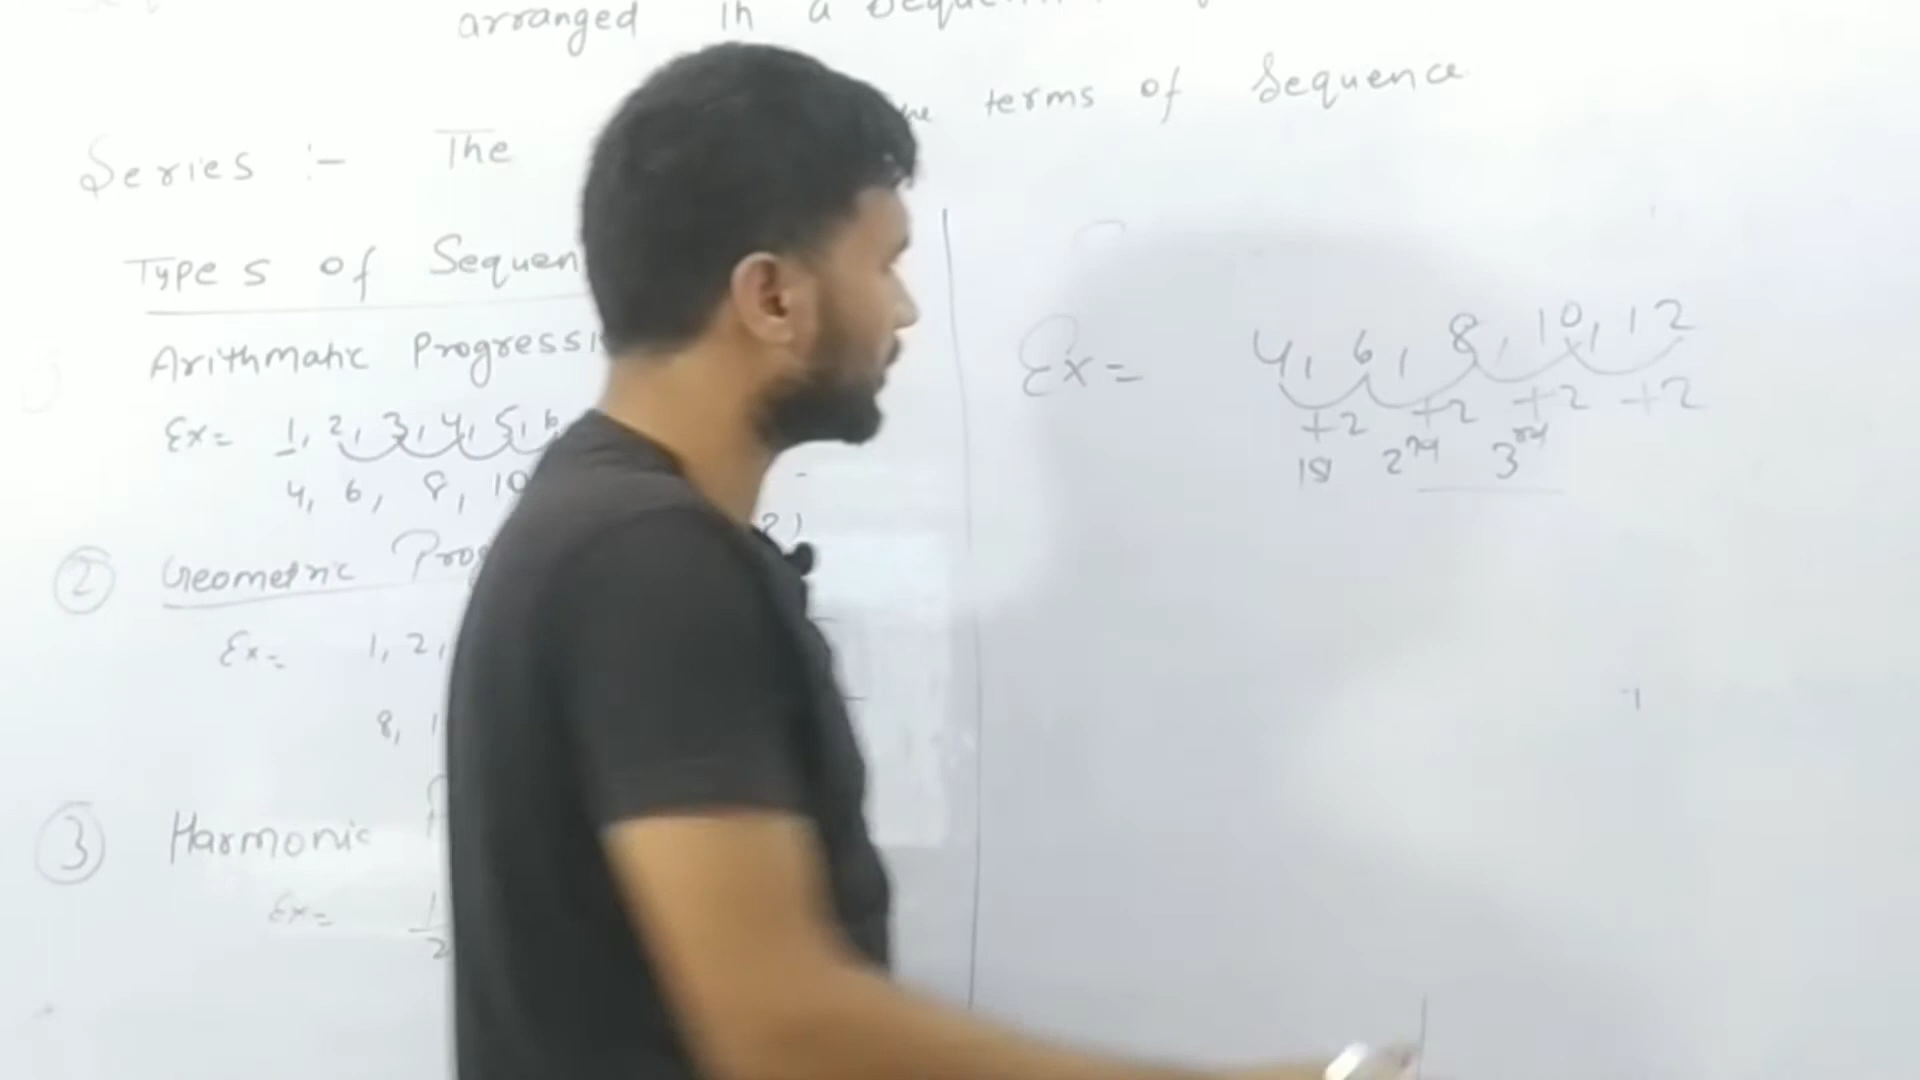 arranged in a
Series :- The terms of Sequence
Types of Sequen
Arithmatic Progressi
Ex= 1, 2, 3, 4, 5, 6
4, 6, 8, 10
② Geometric Prog
Ex= 1, 2,
8, 1
③ Harmonic
Ex= 1/2
Ex= 4, 6, 8, 10, 12
+2 +2 +2 +2
1st 2nd 3rd